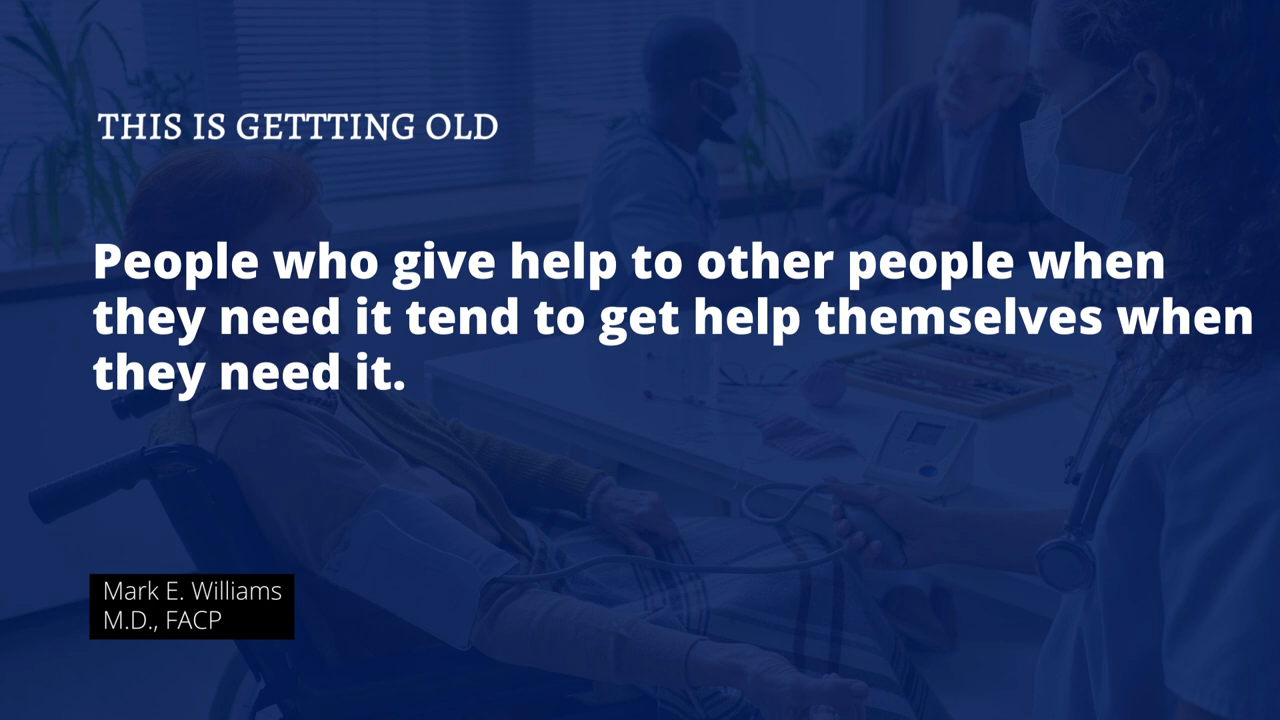 THIS IS GETTTING OLD
People who give help to other people when
they need it tend to get help themselves when
they need it.
Mark E. Williams
M.D., FACP